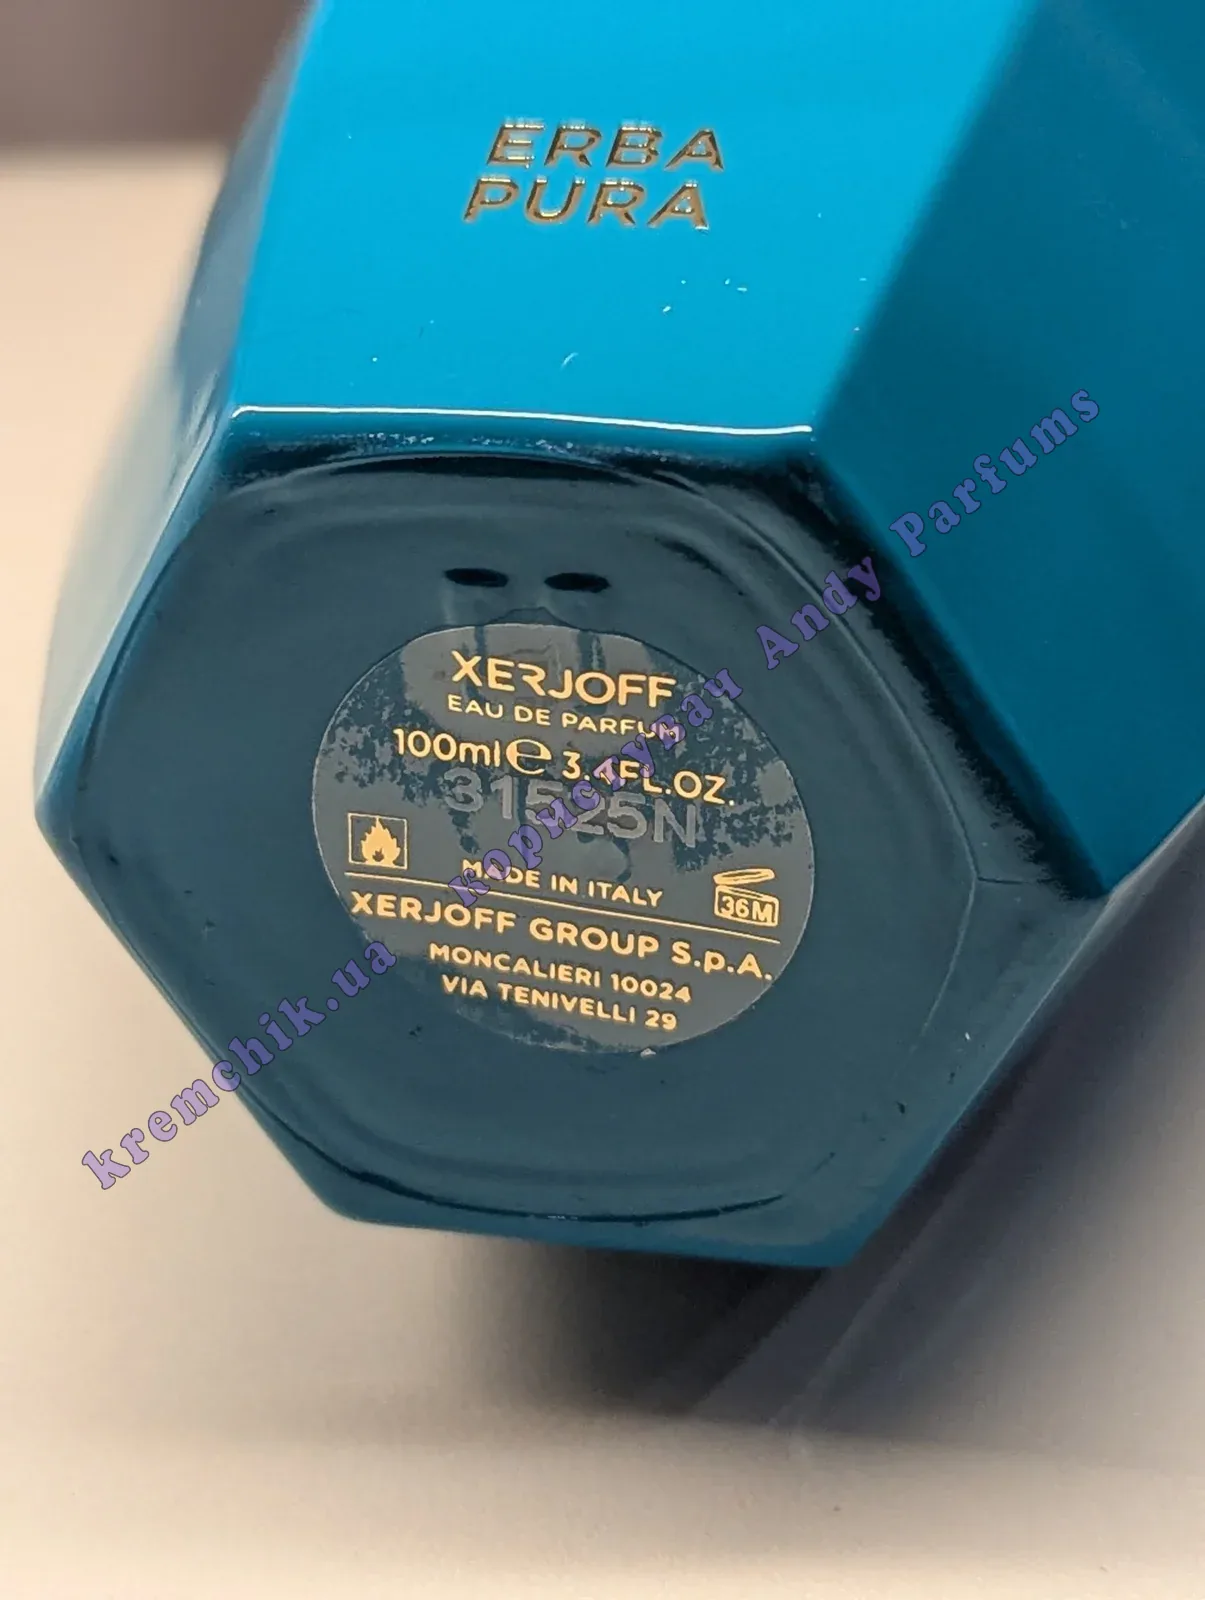 ERBA
PURA
XERJOFF
EAU DE PARFUM
100ml e 3.4FL.OZ.
31525N
MADE IN ITALY
36M
XERJOFF GROUP S.p.A.
MONCALIERI 10024
VIA TENIVELLI 29
kremchik.ua користувач Andy Parfums